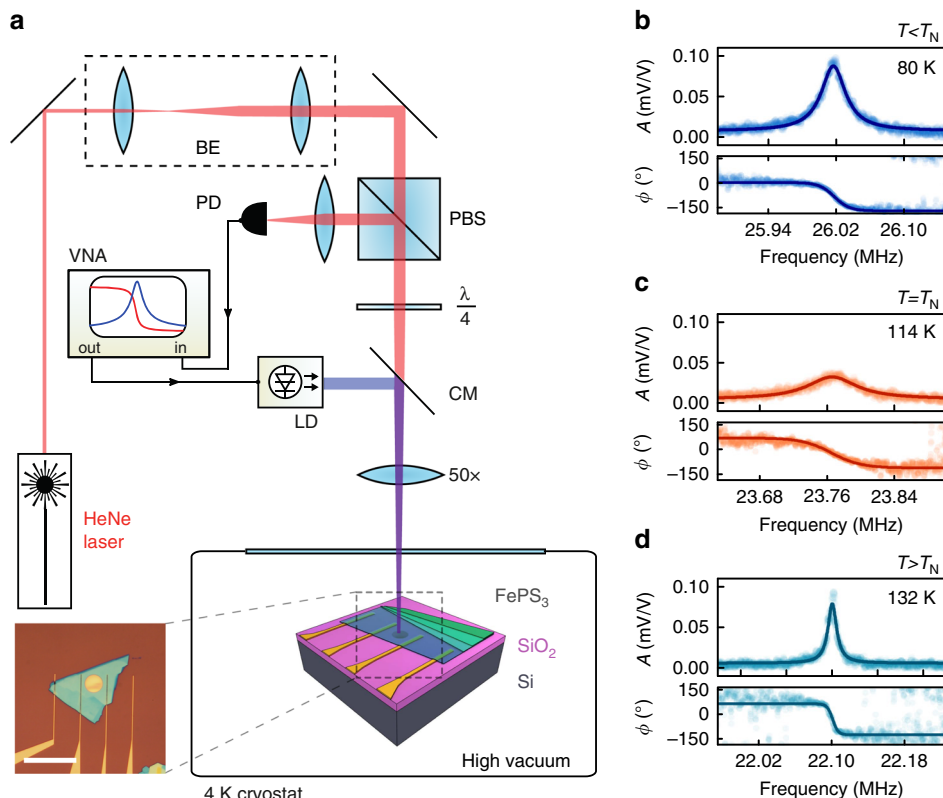 a
BE
PD
PBS
VNA
out
in
λ
4
CM
LD
50×
HeNe
laser
FePS3
SiO2
Si
High vacuum
4 K cryostat
b
T<TN
80 K
0.10
0.05
0.00
A (mV/V)
150
0
−150
ϕ (°)
25.94
26.02
26.10
Frequency (MHz)
c
T=TN
114 K
0.10
0.05
0.00
A (mV/V)
150
0
−150
ϕ (°)
23.68
23.76
23.84
Frequency (MHz)
d
T>TN
132 K
0.10
0.05
0.00
A (mV/V)
150
0
−150
ϕ (°)
22.02
22.10
22.18
Frequency (MHz)